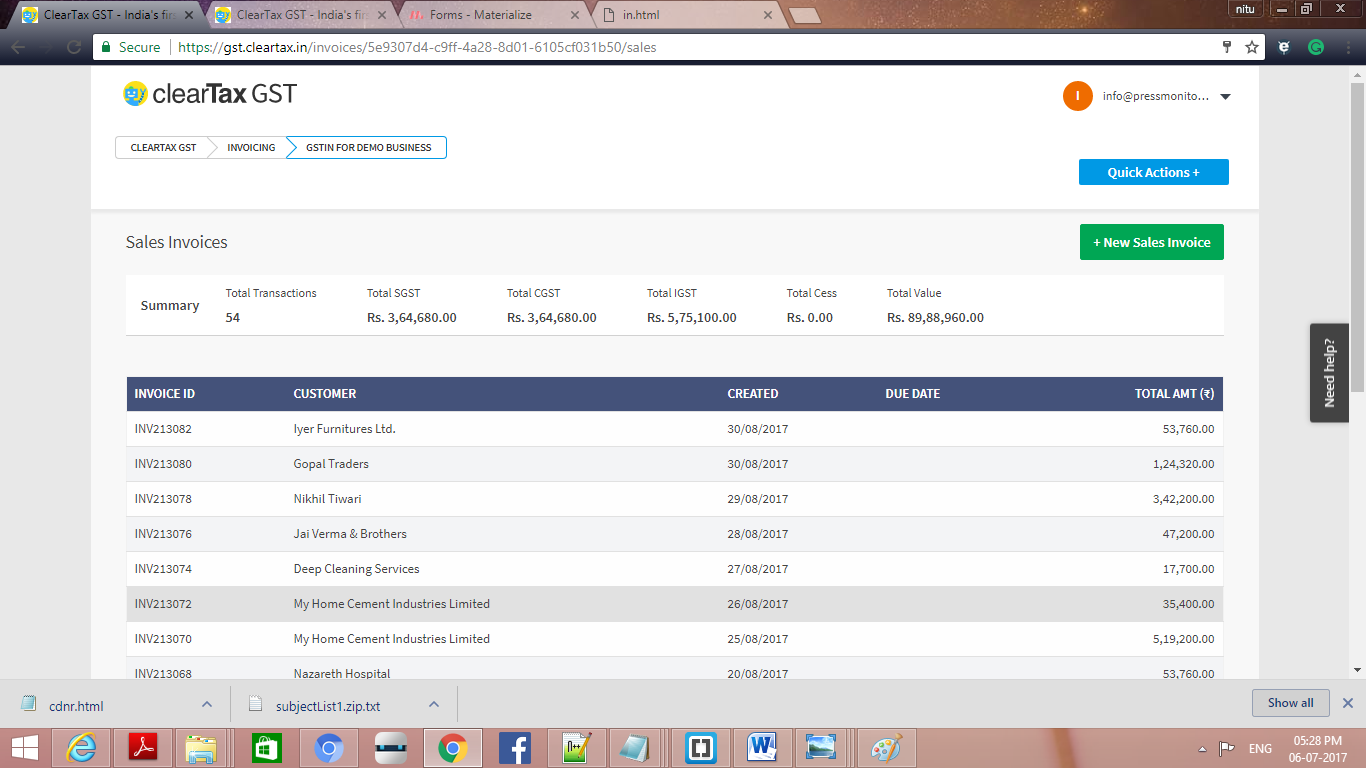 ClearTax GST - India's firs
ClearTax GST - India's firs
Forms - Materialize
in.html
nitu
Secure
https://gst.cleartax.in/invoices/5e9307d4-c9ff-4a28-8d01-6105cf031b50/sales
clearTax GST
I
info@pressmonito...
CLEARTAX GST
INVOICING
GSTIN FOR DEMO BUSINESS
Quick Actions +
Sales Invoices
+ New Sales Invoice
Summary
Total Transactions
54
Total SGST
Rs. 3,64,680.00
Total CGST
Rs. 3,64,680.00
Total IGST
Rs. 5,75,100.00
Total Cess
Rs. 0.00
Total Value
Rs. 89,88,960.00
Need help?
INVOICE ID CUSTOMER CREATED DUE DATE TOTAL AMT (₹)
INV213082 Iyer Furnitures Ltd. 30/08/2017 53,760.00
INV213080 Gopal Traders 30/08/2017 1,24,320.00
INV213078 Nikhil Tiwari 29/08/2017 3,42,200.00
INV213076 Jai Verma & Brothers 28/08/2017 47,200.00
INV213074 Deep Cleaning Services 27/08/2017 17,700.00
INV213072 My Home Cement Industries Limited 26/08/2017 35,400.00
INV213070 My Home Cement Industries Limited 25/08/2017 5,19,200.00
INV213068 Nazareth Hospital 20/08/2017 53,760.00
cdnr.html
subjectList1.zip.txt
Show all
ENG
05:28 PM
06-07-2017